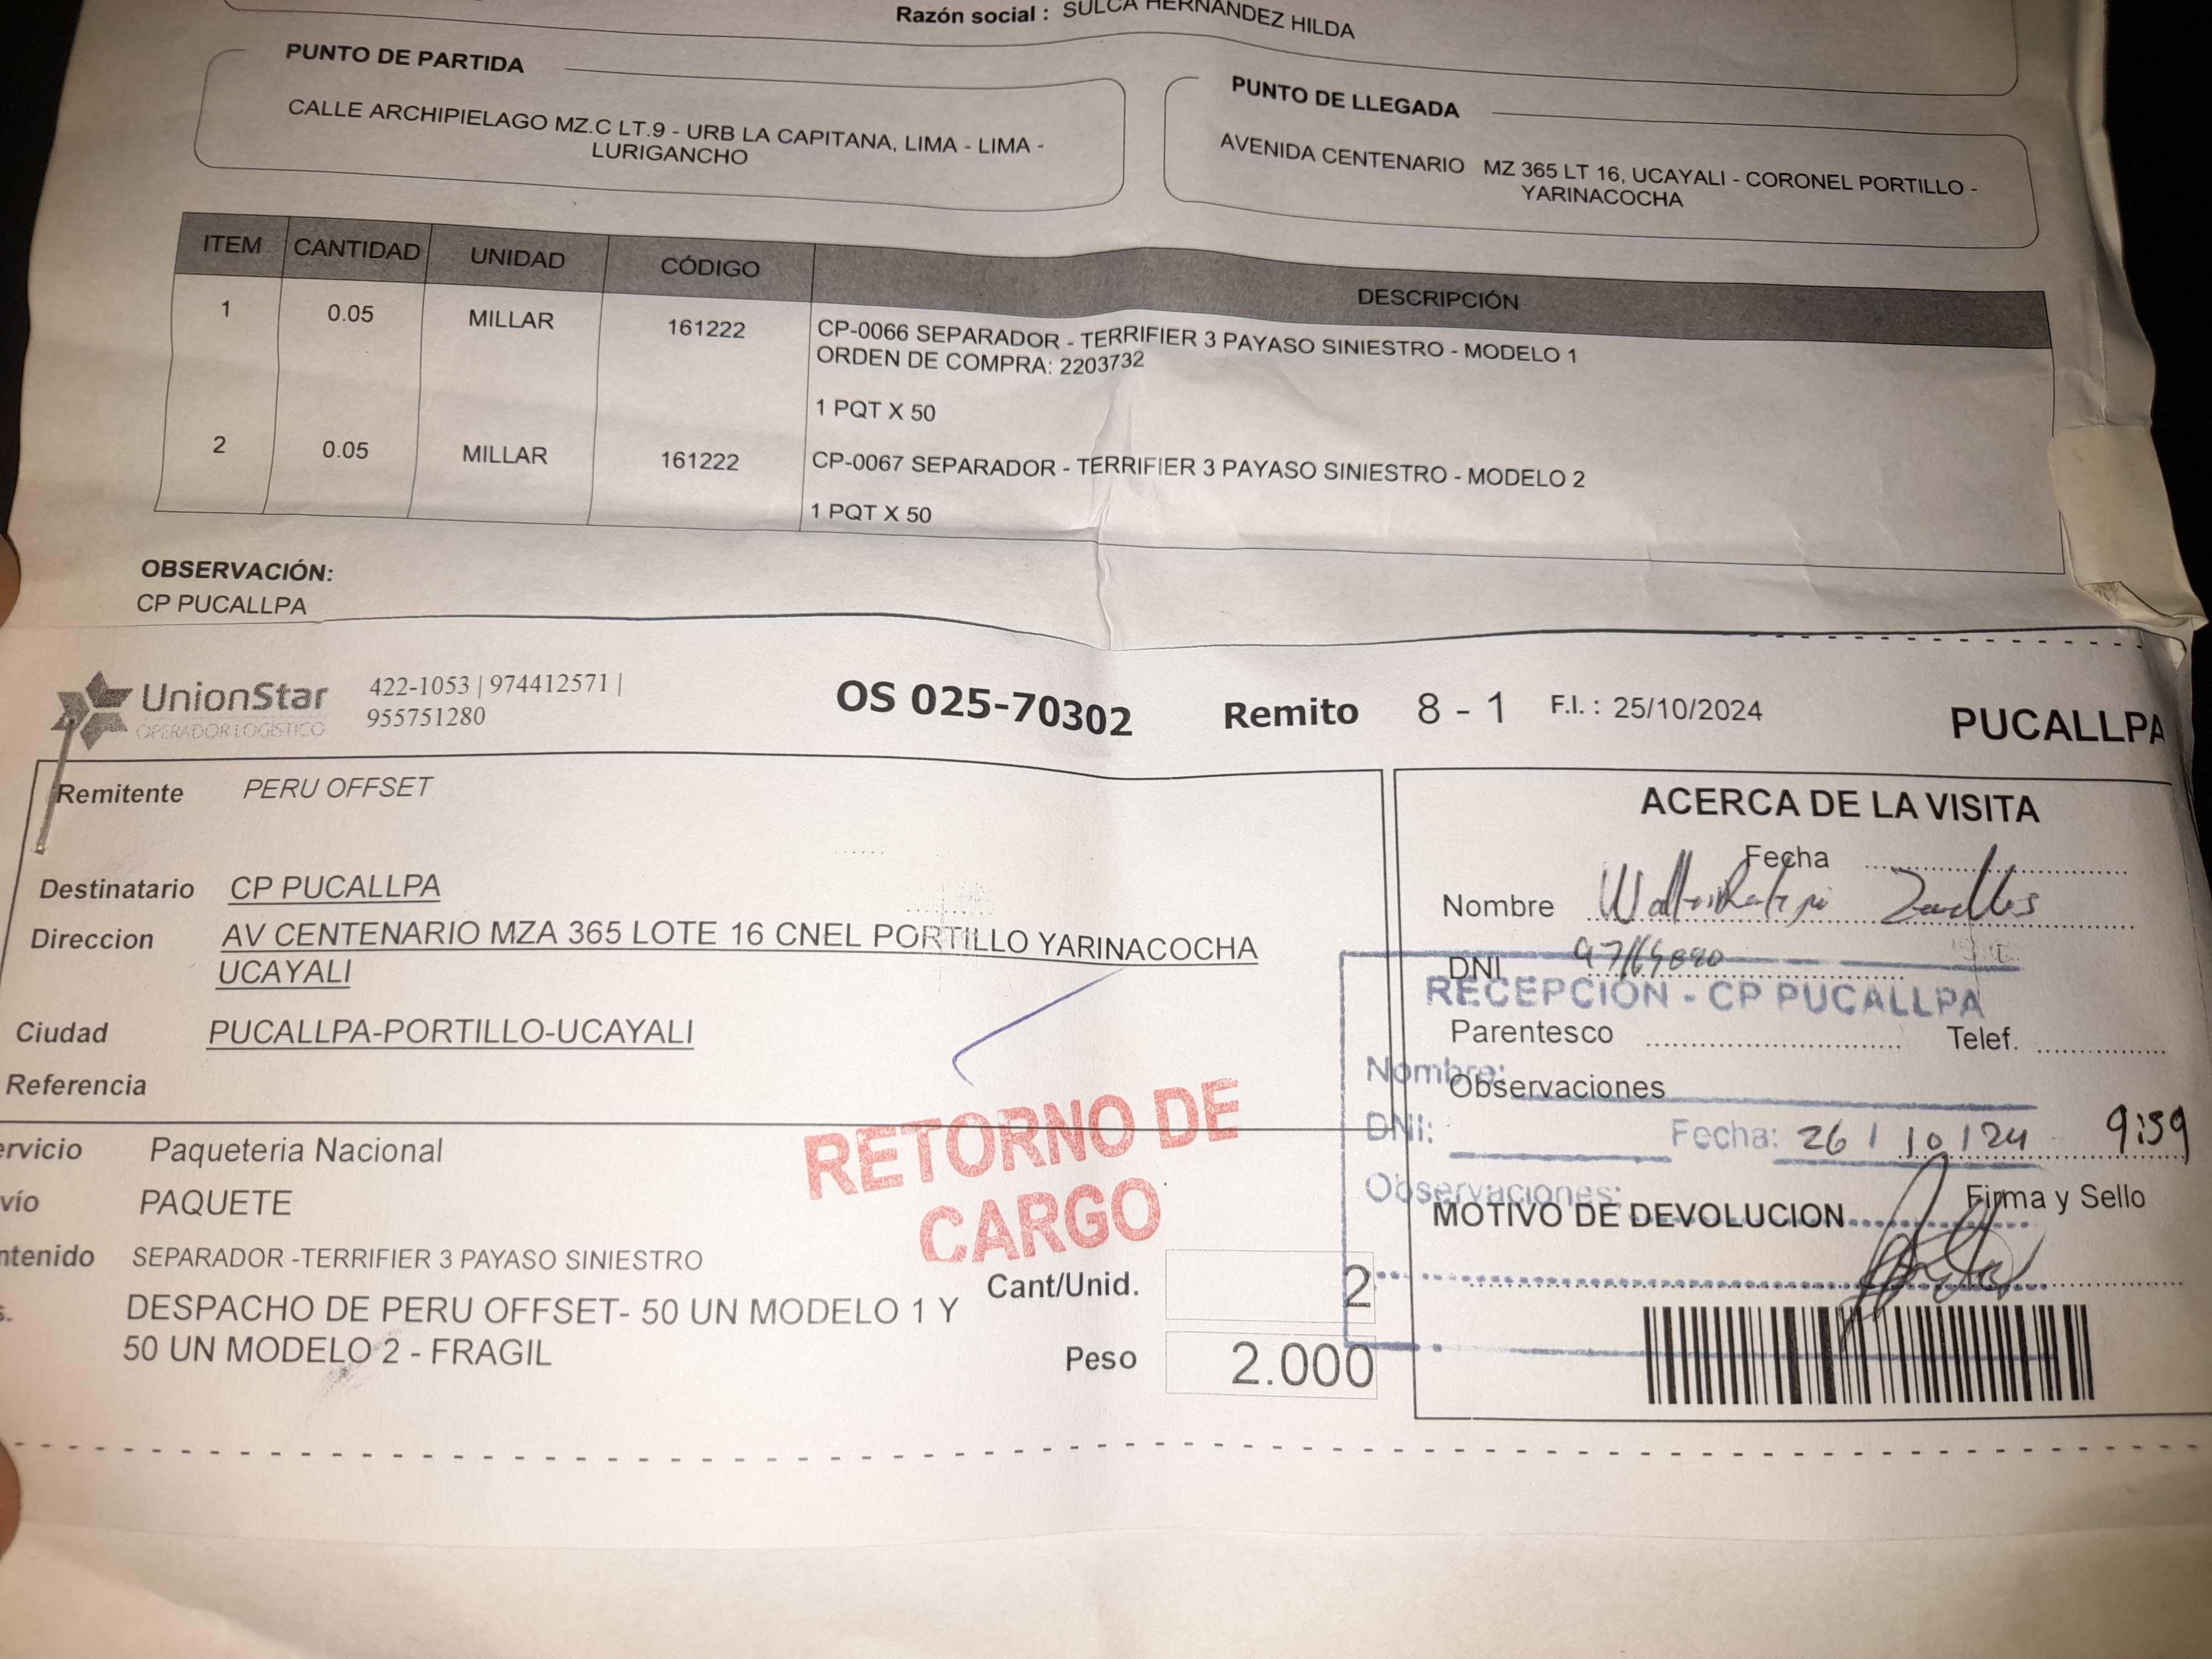 Razón social : SULCA HERNANDEZ HILDA
PUNTO DE PARTIDA
CALLE ARCHIPIELAGO MZ.C LT.9 - URB LA CAPITANA, LIMA - LIMA -
LURIGANCHO
PUNTO DE LLEGADA
AVENIDA CENTENARIO MZ 365 LT 16, UCAYALI - CORONEL PORTILLO -
YARINACOCHA
ITEM CANTIDAD UNIDAD CÓDIGO DESCRIPCIÓN
1 0.05 MILLAR 161222 CP-0066 SEPARADOR - TERRIFIER 3 PAYASO SINIESTRO - MODELO 1
ORDEN DE COMPRA: 2203732
1 PQT X 50
2 0.05 MILLAR 161222 CP-0067 SEPARADOR - TERRIFIER 3 PAYASO SINIESTRO - MODELO 2
1 PQT X 50
OBSERVACIÓN:
CP PUCALLPA
UnionStar
OPERADOR LOGÍSTICO
422-1053 | 974412571 |
955751280
OS 025-70302 Remito 8 - 1 F.I. : 25/10/2024 PUCALLPA
Remitente PERU OFFSET
Destinatario CP PUCALLPA
Direccion AV CENTENARIO MZA 365 LOTE 16 CNEL PORTILLO YARINACOCHA
UCAYALI
Ciudad PUCALLPA-PORTILLO-UCAYALI
Referencia
ervicio Paqueteria Nacional
vío PAQUETE
ntenido SEPARADOR -TERRIFIER 3 PAYASO SINIESTRO
s. DESPACHO DE PERU OFFSET- 50 UN MODELO 1 Y
50 UN MODELO 2 - FRAGIL
RETORNO DE
CARGO
Cant/Unid. 2
Peso 2.000
ACERCA DE LA VISITA
Fecha
Nombre
DNI
RECEPCIÓN - CP PUCALLPA
Parentesco Telef.
Nombre:
Observaciones
DNI: Fecha: 26 / 10 / 24 9:59
Observaciones:
Firma y Sello
MOTIVO DE DEVOLUCION